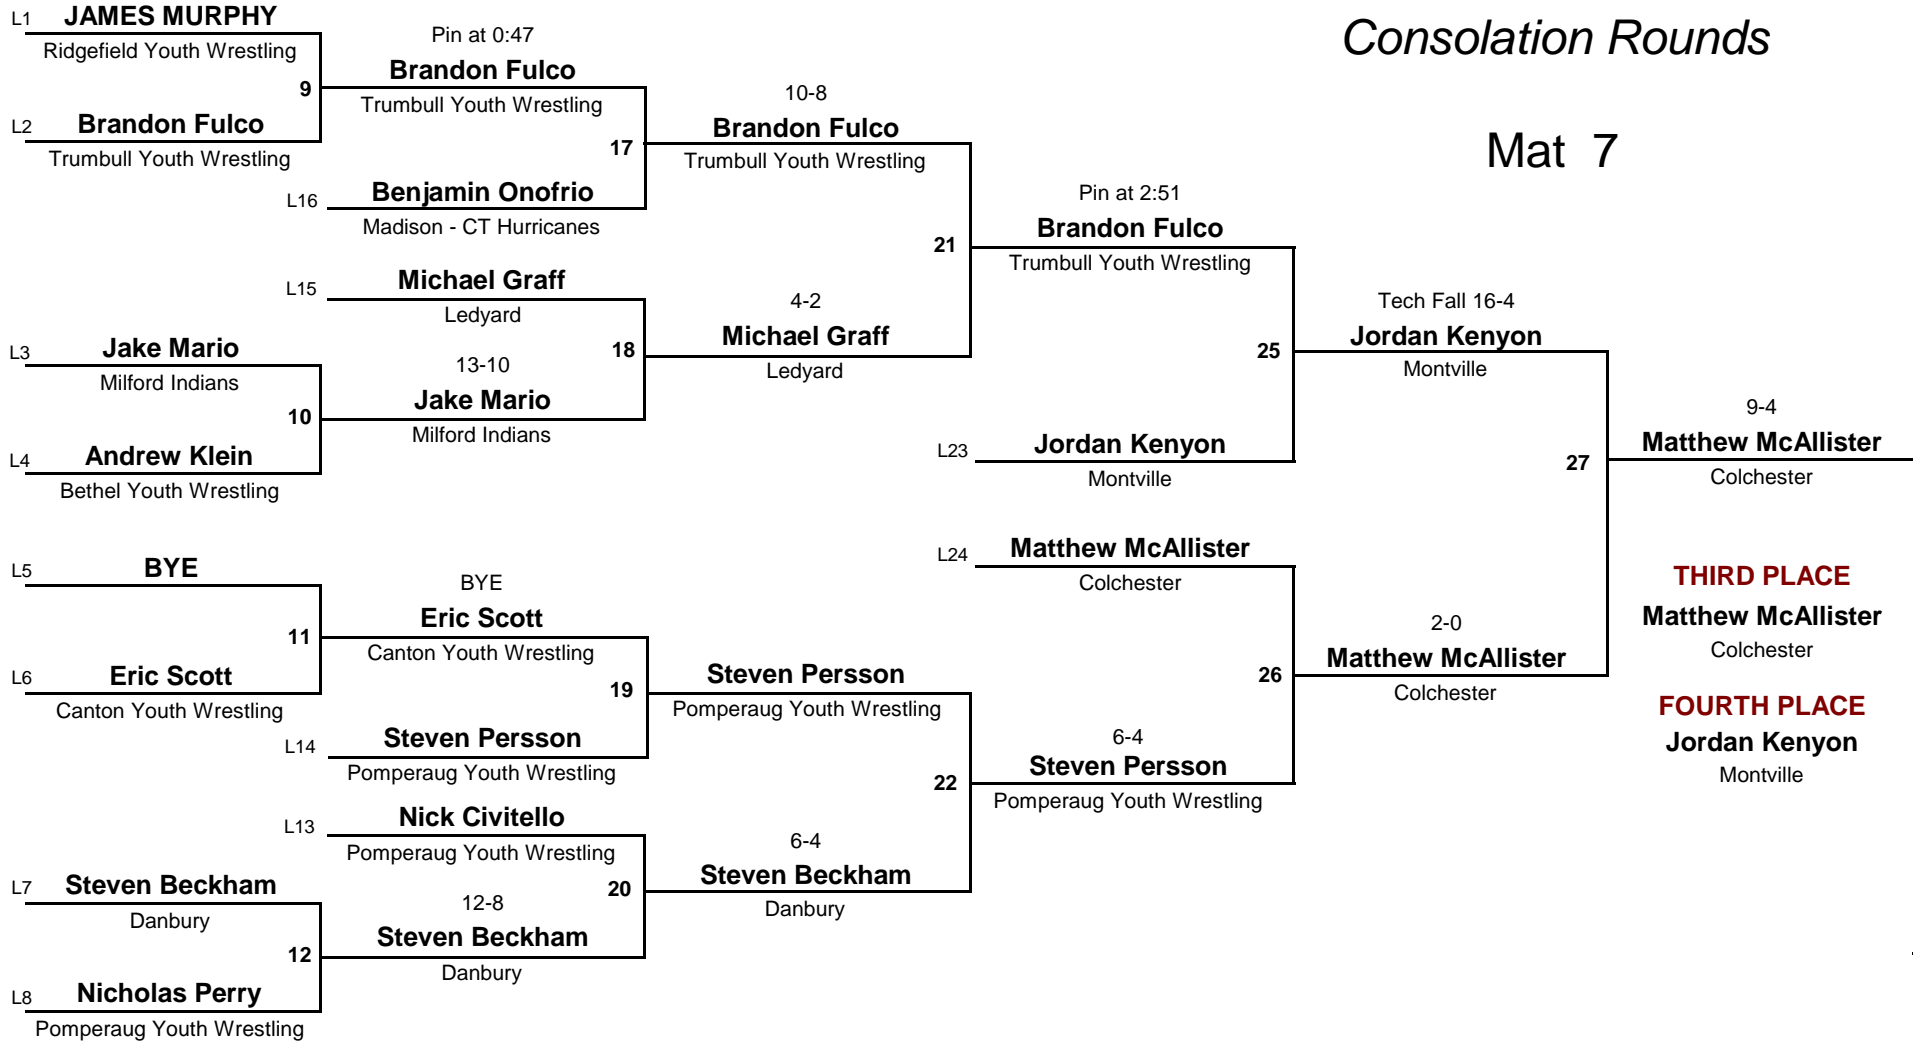 Consolation Rounds
Mat 7
L1 JAMES MURPHY
Ridgefield Youth Wrestling
9
L2 Brandon Fulco
Trumbull Youth Wrestling
Pin at 0:47
Brandon Fulco
Trumbull Youth Wrestling
17
L16 Benjamin Onofrio
Madison - CT Hurricanes
10-8
Brandon Fulco
Trumbull Youth Wrestling
L15 Michael Graff
Ledyard
L3 Jake Mario
Milford Indians
10
L4 Andrew Klein
Bethel Youth Wrestling
18
13-10
Jake Mario
Milford Indians
4-2
Michael Graff
Ledyard
21
Pin at 2:51
Brandon Fulco
Trumbull Youth Wrestling
25
L23 Jordan Kenyon
Montville
Tech Fall 16-4
Jordan Kenyon
Montville
L5 BYE
11
L6 Eric Scott
Canton Youth Wrestling
BYE
Eric Scott
Canton Youth Wrestling
19
L14 Steven Persson
Pomperaug Youth Wrestling
Steven Persson
Pomperaug Youth Wrestling
L13 Nick Civitello
Pomperaug Youth Wrestling
L7 Steven Beckham
Danbury
12
L8 Nicholas Perry
Pomperaug Youth Wrestling
20
12-8
Steven Beckham
Danbury
6-4
Steven Beckham
Danbury
22
L24 Matthew McAllister
Colchester
26
6-4
Steven Persson
Pomperaug Youth Wrestling
2-0
Matthew McAllister
Colchester
27
9-4
Matthew McAllister
Colchester
THIRD PLACE
Matthew McAllister
Colchester
FOURTH PLACE
Jordan Kenyon
Montville